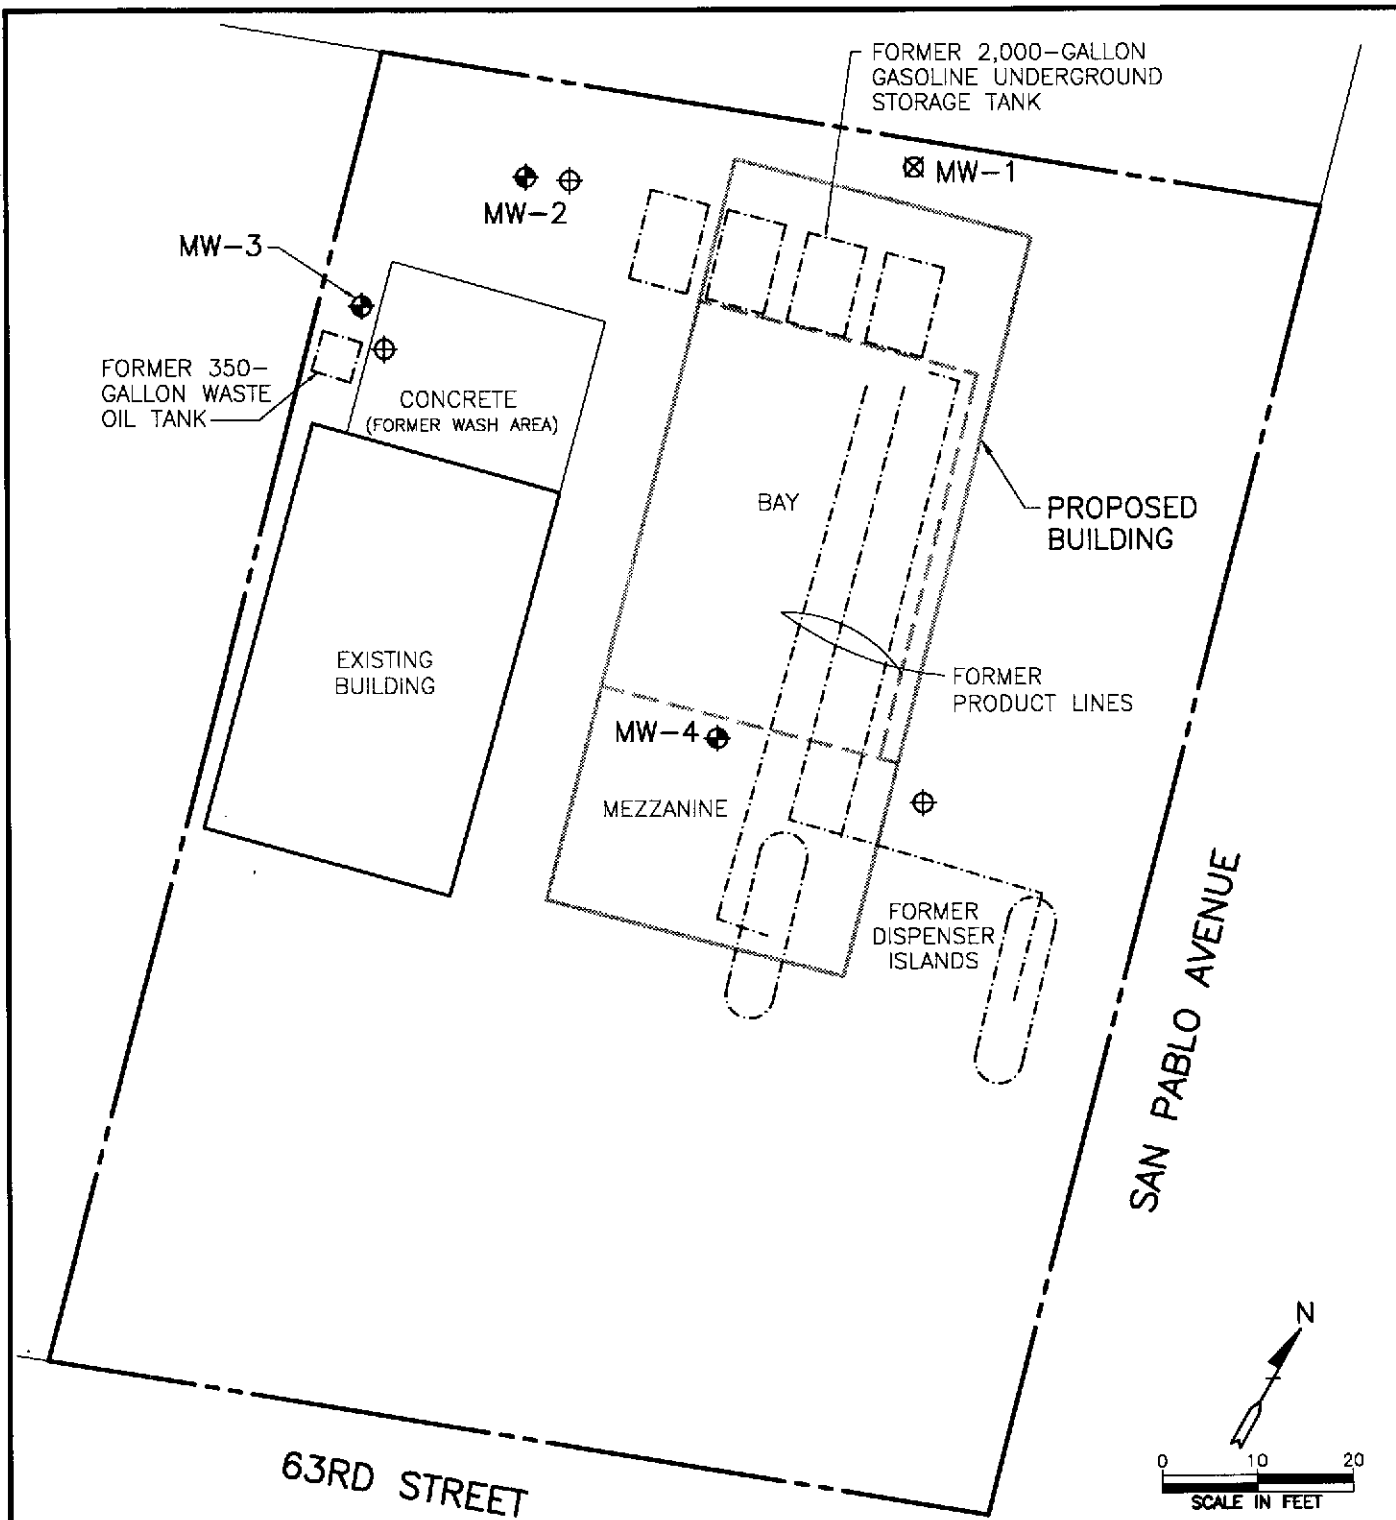 FORMER 2,000-GALLON
GASOLINE UNDERGROUND
STORAGE TANK
MW-1
MW-2
MW-3
FORMER 350-
GALLON WASTE
OIL TANK
CONCRETE
(FORMER WASH AREA)
BAY
PROPOSED
BUILDING
EXISTING
BUILDING
FORMER
PRODUCT LINES
MW-4
MEZZANINE
FORMER
DISPENSER
ISLANDS
SAN PABLO AVENUE
63RD STREET
N
0 10 20
SCALE IN FEET